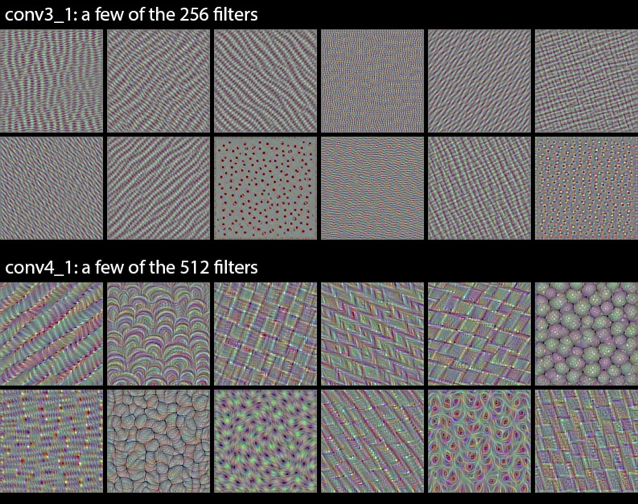 conv3_1: a few of the 256 filters
conv4_1: a few of the 512 filters